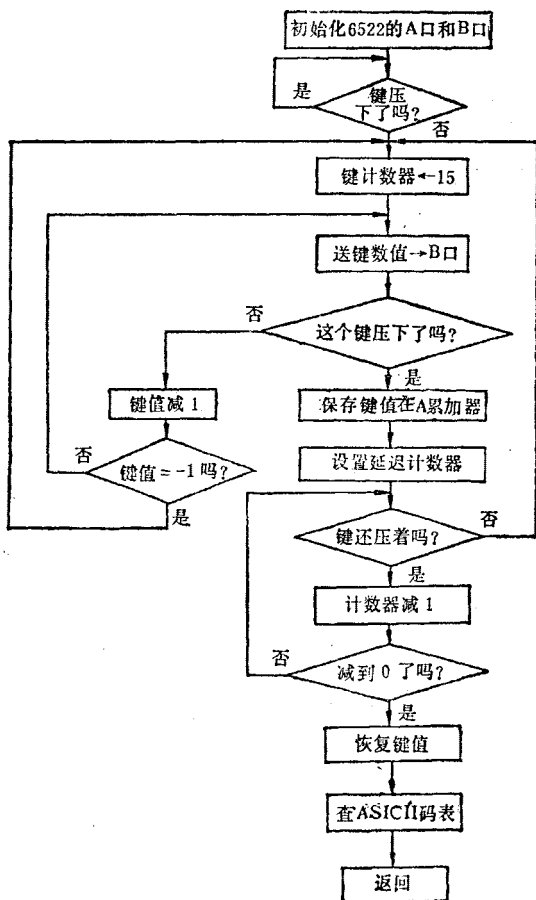 初始化6522的A口和B口
键压
下了吗?
是
否
键计数器←-15
送键数值→B口
这个键压下了吗?
否
是
键值减1
保存键值在A累加器
键值=-1吗?
否
是
设置延迟计数器
键还压着吗?
否
是
计数器减1
减到0了吗?
否
是
恢复键值
查ASICII码表
返回